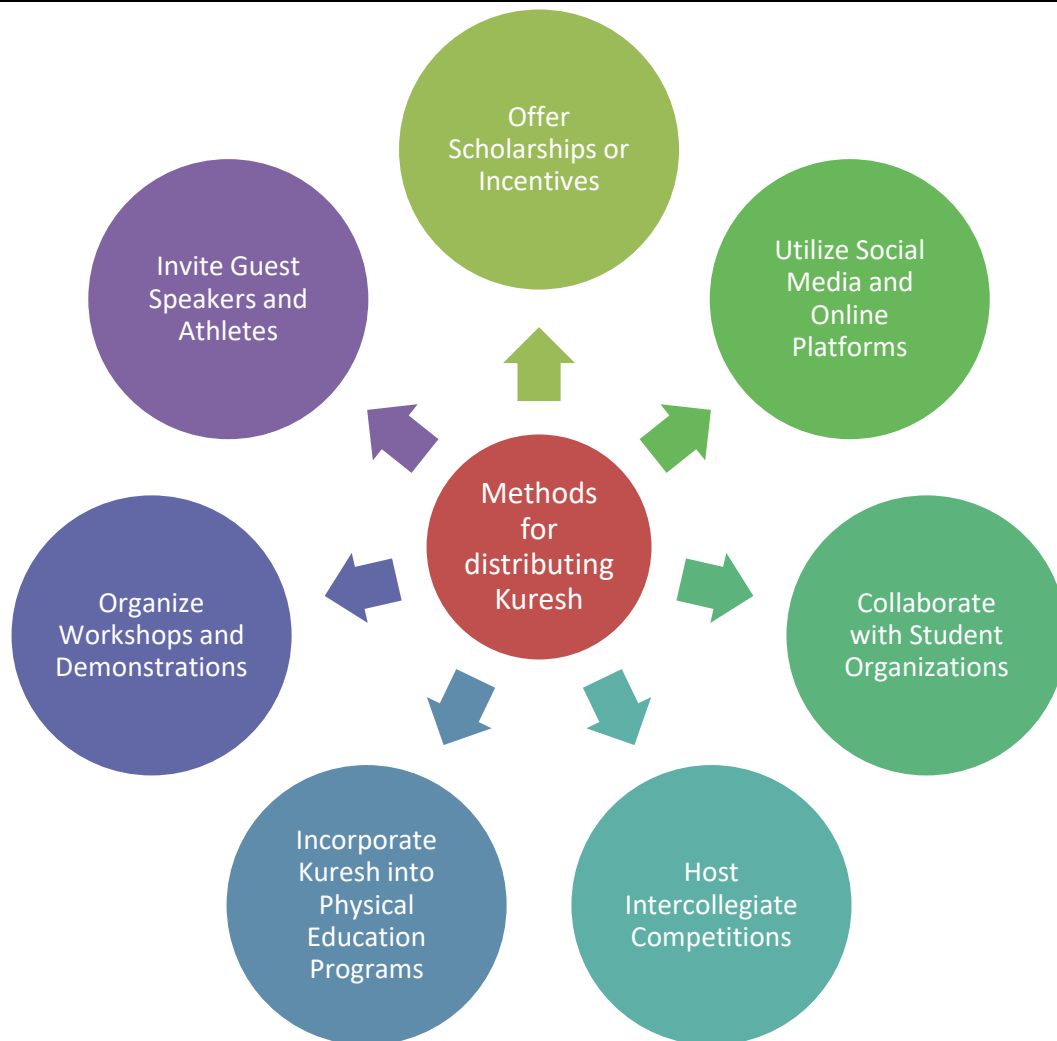 Offer
Scholarships or
Incentives
Utilize Social
Media and
Online
Platforms
Collaborate
with Student
Organizations
Host
Intercollegiate
Competitions
Incorporate
Kuresh into
Physical
Education
Programs
Organize
Workshops and
Demonstrations
Invite Guest
Speakers and
Athletes
Methods
for
distributing
Kuresh